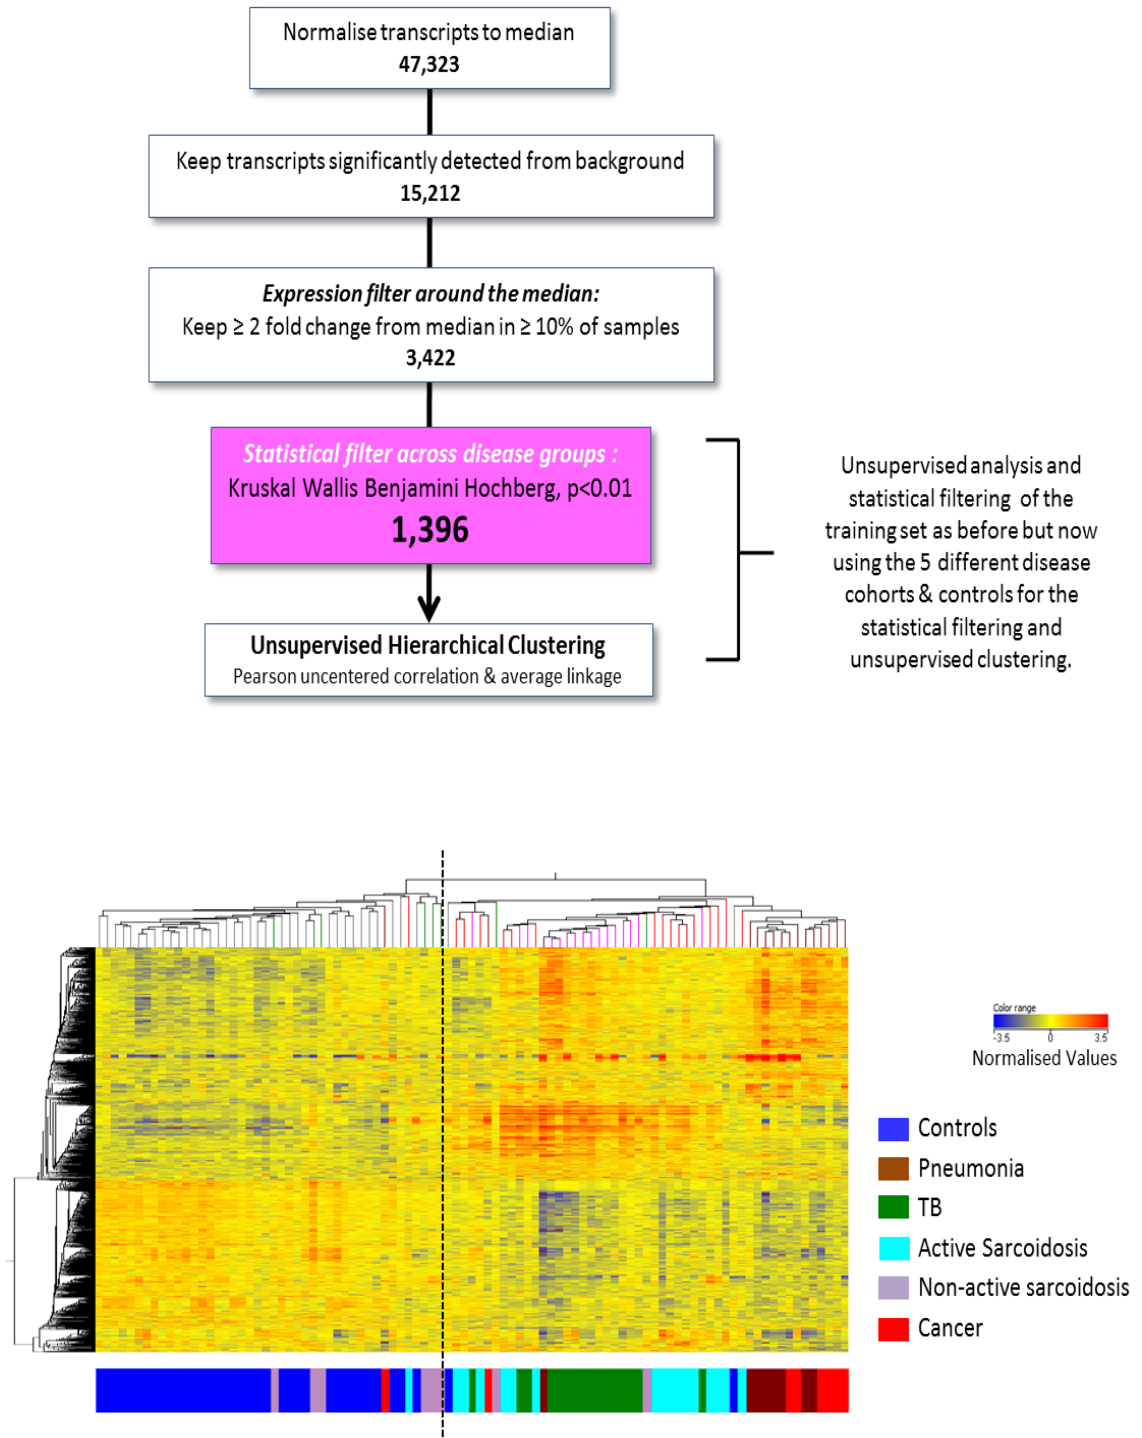 Normalise transcripts to median
47,323
Keep transcripts significantly detected from background
15,212
Expression filter around the median:
Keep ≥ 2 fold change from median in ≥ 10% of samples
3,422
Statistical filter across disease groups :
Kruskal Wallis Benjamini Hochberg, p<0.01
1,396
Unsupervised Hierarchical Clustering
Pearson uncentered correlation & average linkage
Unsupervised analysis and
statistical filtering of the
training set as before but now
using the 5 different disease
cohorts & controls for the
statistical filtering and
unsupervised clustering.
Color range
-3.5 0 3.5
Normalised Values
Controls
Pneumonia
TB
Active Sarcoidosis
Non-active sarcoidosis
Cancer